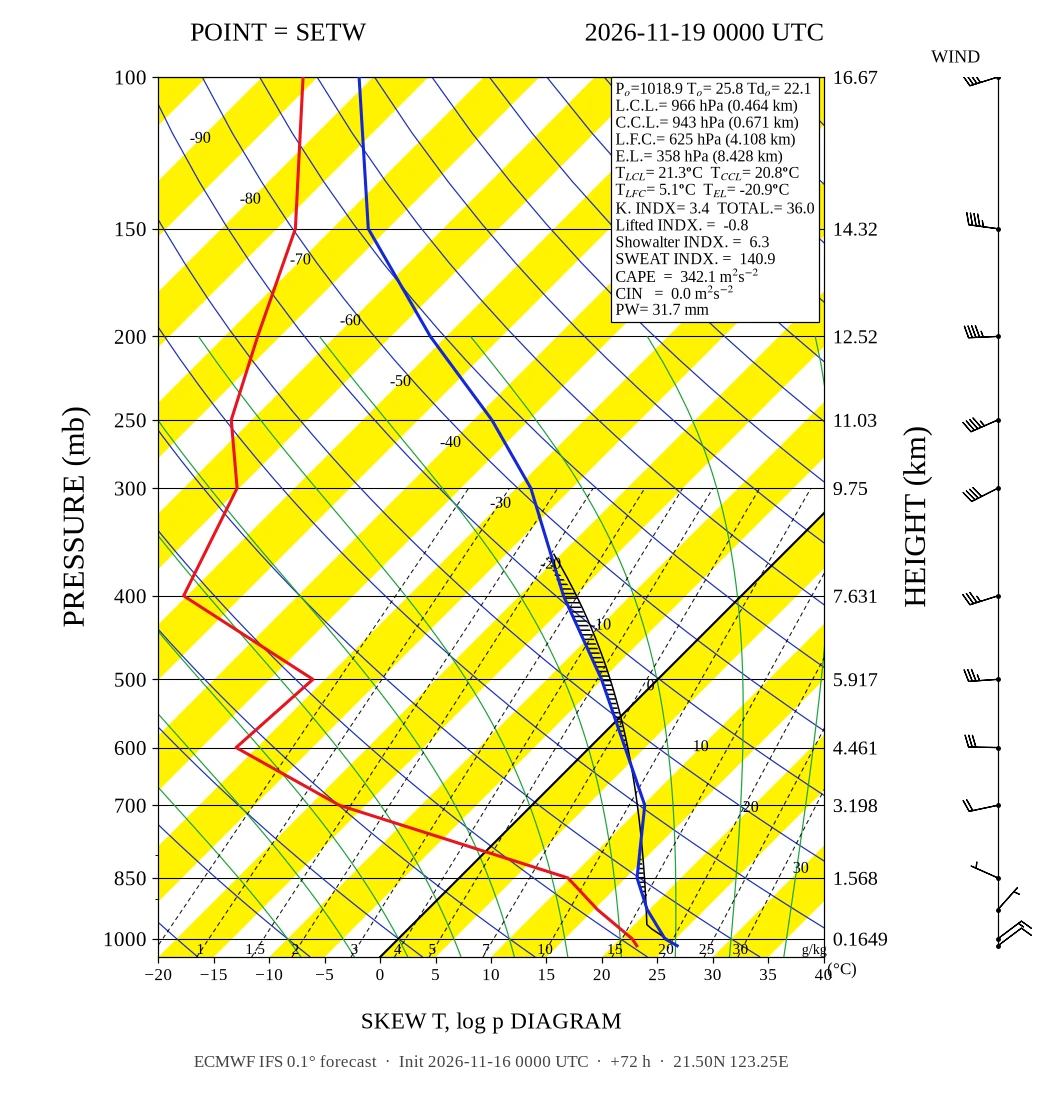 POINT = SETW 2026-11-19 0000 UTC
WIND
100 16.67
P𝑜=1018.9 T𝑜= 25.8 Td𝑜= 22.1
L.C.L.= 966 hPa (0.464 km)
C.C.L.= 943 hPa (0.671 km)
L.F.C.= 625 hPa (4.108 km)
E.L.= 358 hPa (8.428 km)
T𝐿𝐶𝐿= 21.3°C T𝐶𝐶𝐿= 20.8°C
T𝐿𝐹𝐶= 5.1°C T𝐸𝐿= -20.9°C
K. INDX= 3.4 TOTAL.= 36.0
Lifted INDX. = -0.8
Showalter INDX. = 6.3
SWEAT INDX. = 140.9
CAPE = 342.1 m²s⁻²
CIN = 0.0 m²s⁻²
PW= 31.7 mm
-90
-80
150 14.32
-70
-60
200 12.52
-50
250 11.03
-40
300 9.75
-30
PRESSURE (mb)
HEIGHT (km)
-20
400 7.631
-10
500 5.917
0
600 4.461
10
700 3.198
20
850 1.568
30
1000 0.1649
1 1.5 2 3 4 5 7 10 15 20 25 30 g/kg
−20 −15 −10 −5 0 5 10 15 20 25 30 35 40 (°C)
SKEW T, log p DIAGRAM
ECMWF IFS 0.1° forecast · Init 2026-11-16 0000 UTC · +72 h · 21.50N 123.25E